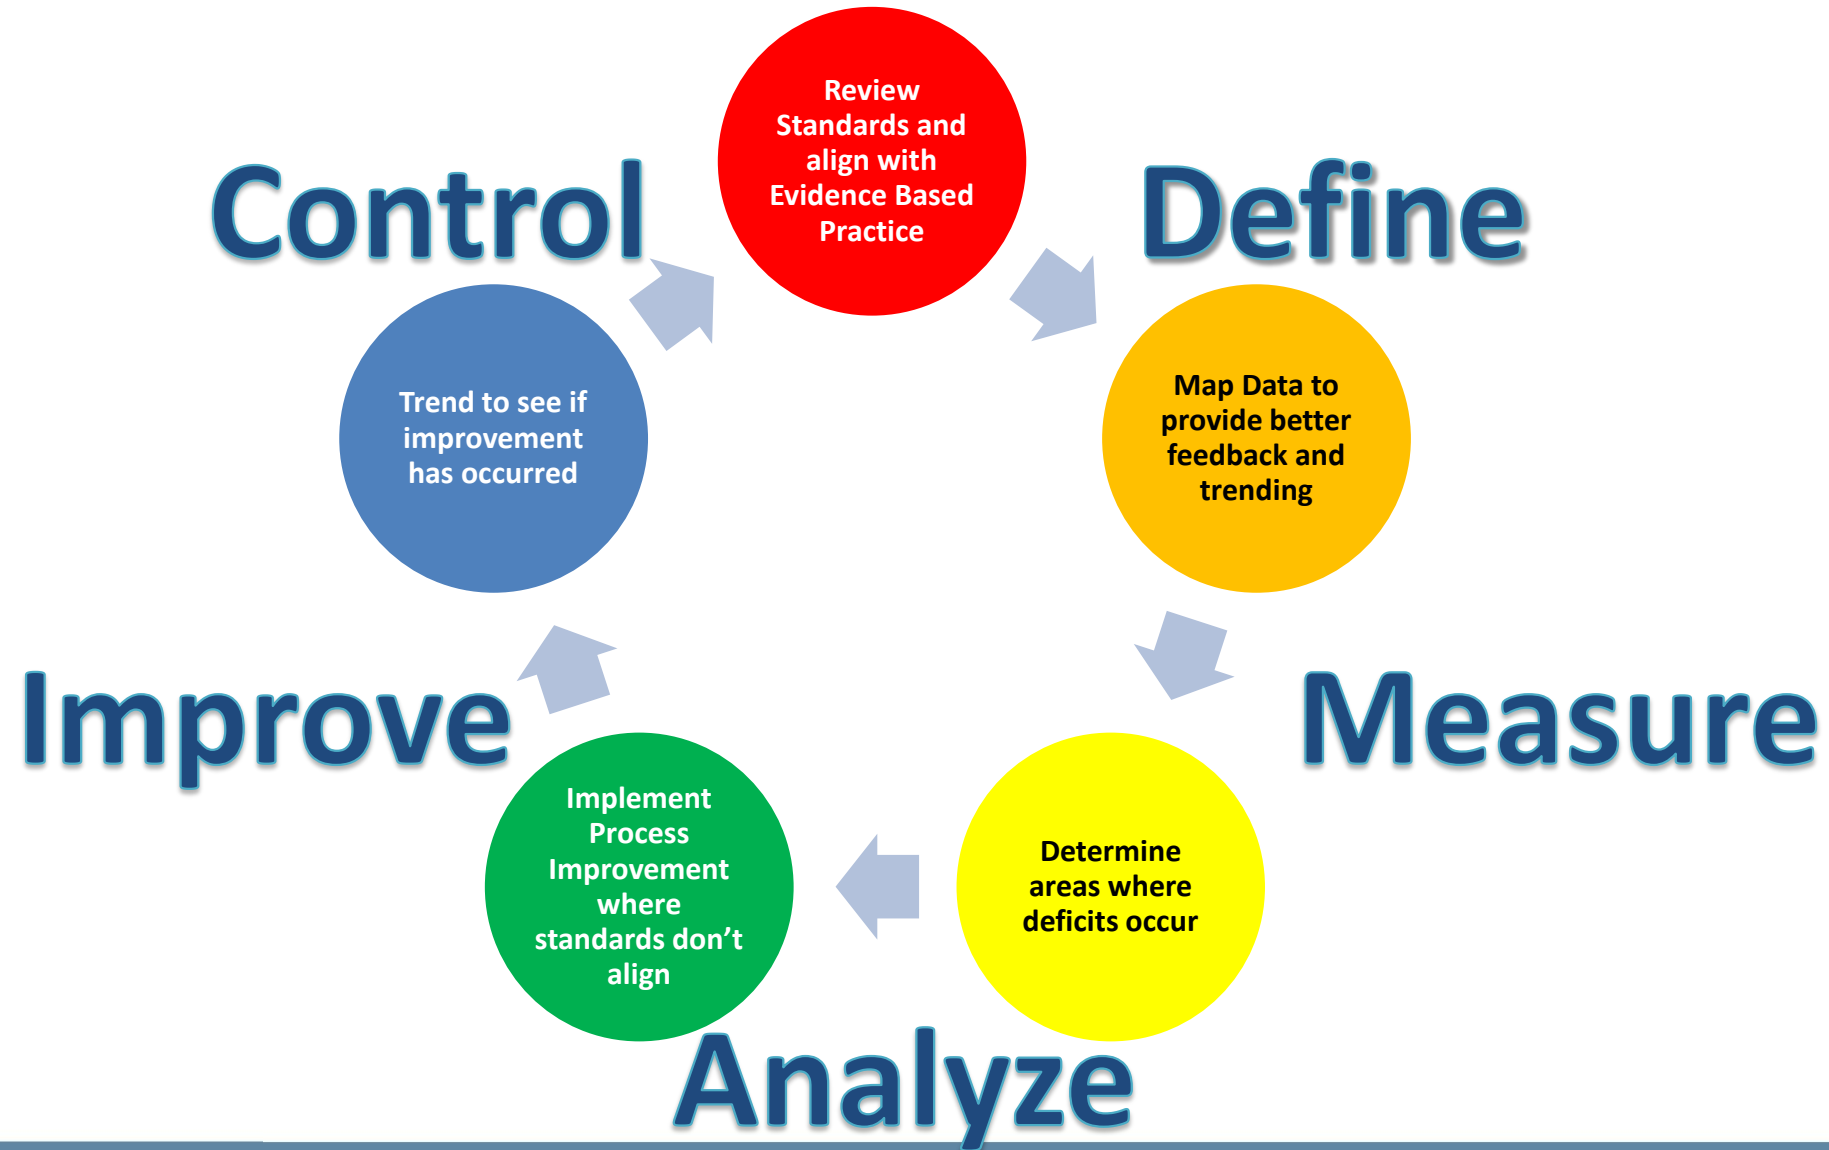 Review
Standards and
align with
Evidence Based
Practice
Define
Map Data to
provide better
feedback and
trending
Measure
Determine
areas where
deficits occur
Analyze
Implement
Process
Improvement
where
standards don’t
align
Improve
Trend to see if
improvement
has occurred
Control